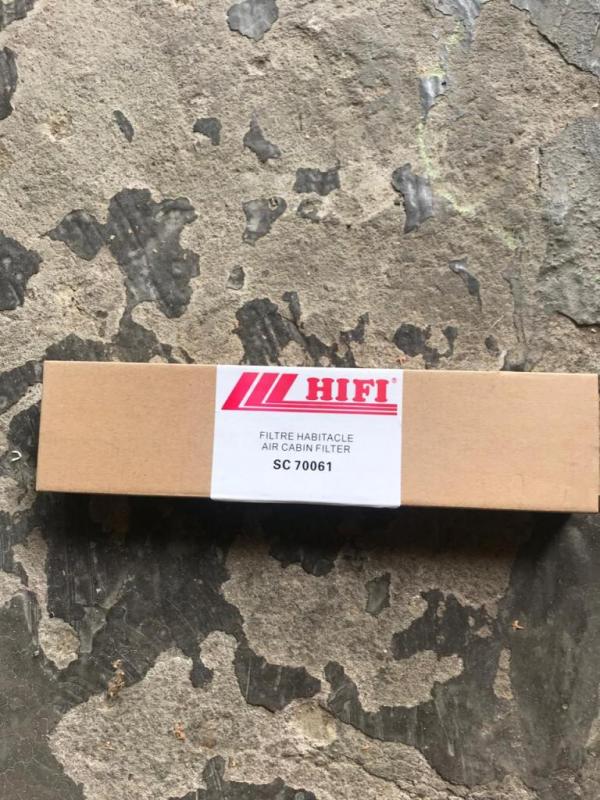 HIFI®
FILTRE HABITACLE
AIR CABIN FILTER
SC 70061